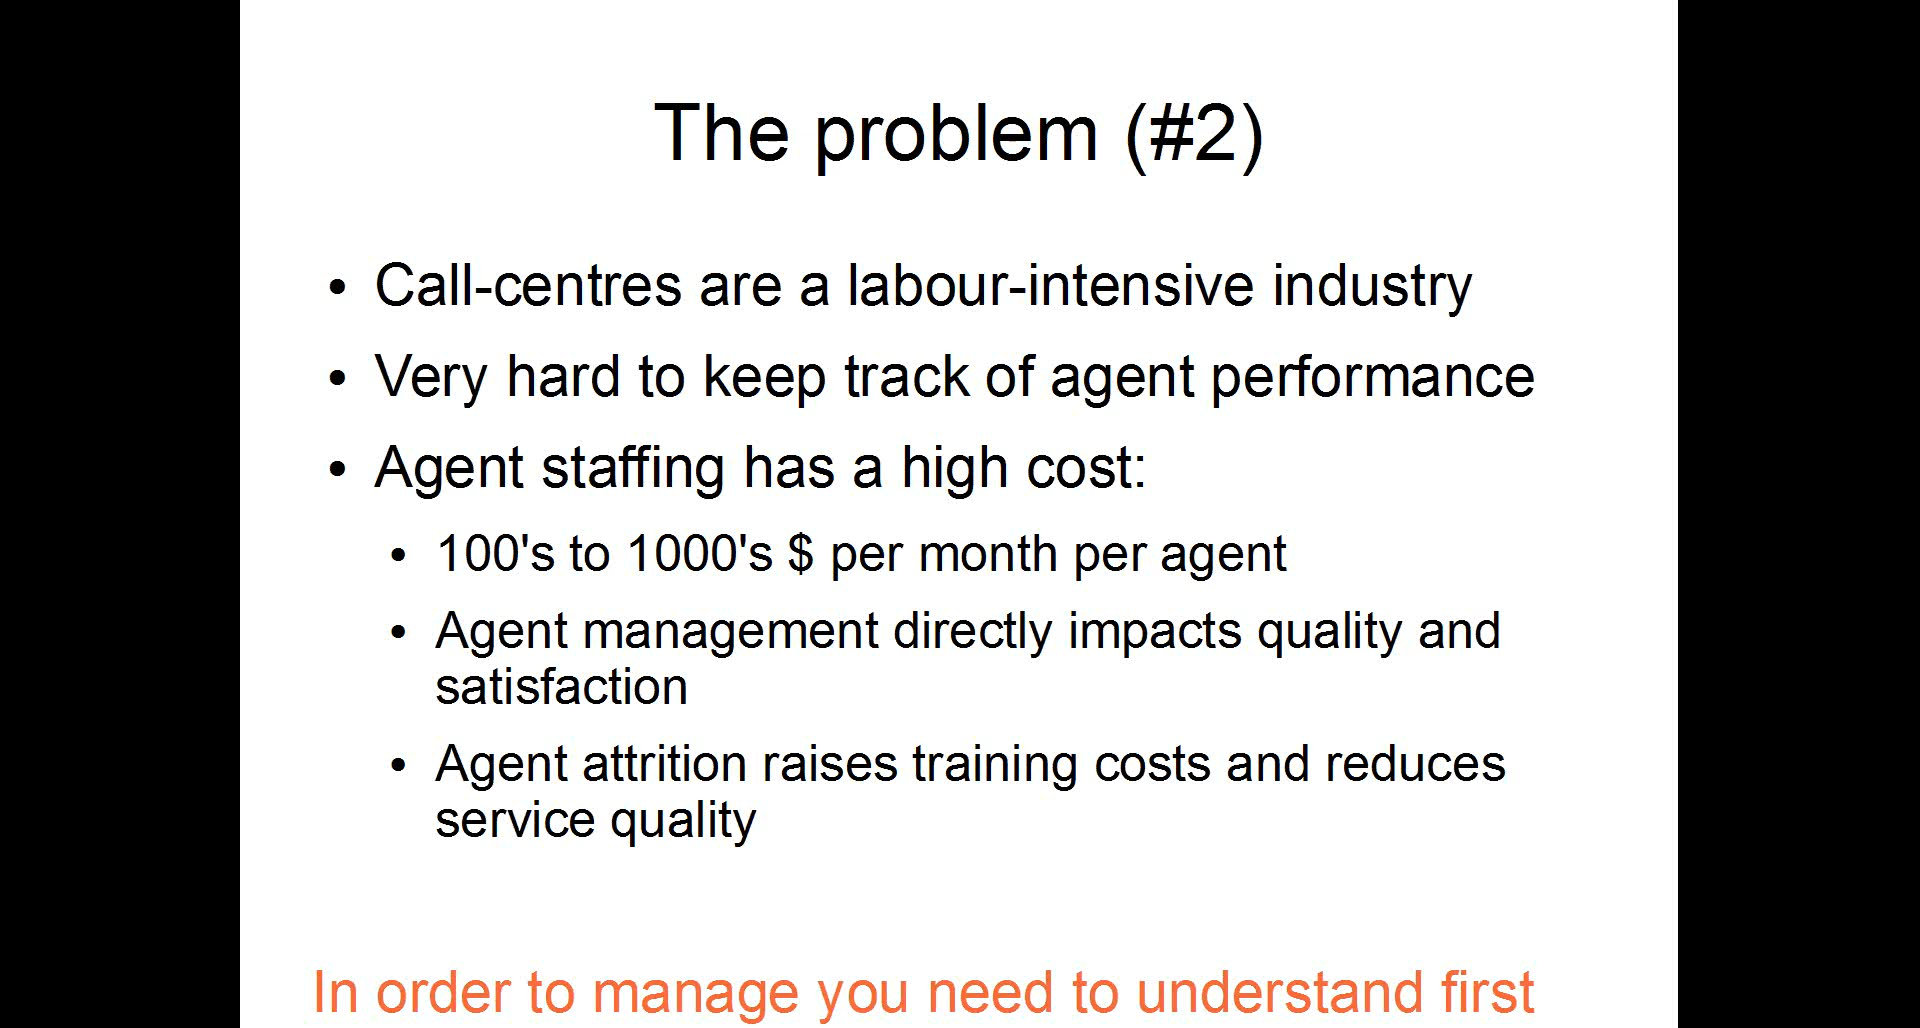 The problem (#2)
• Call-centres are a labour-intensive industry
• Very hard to keep track of agent performance
• Agent staffing has a high cost:
• 100's to 1000's $ per month per agent
• Agent management directly impacts quality and
satisfaction
• Agent attrition raises training costs and reduces
service quality
In order to manage you need to understand first